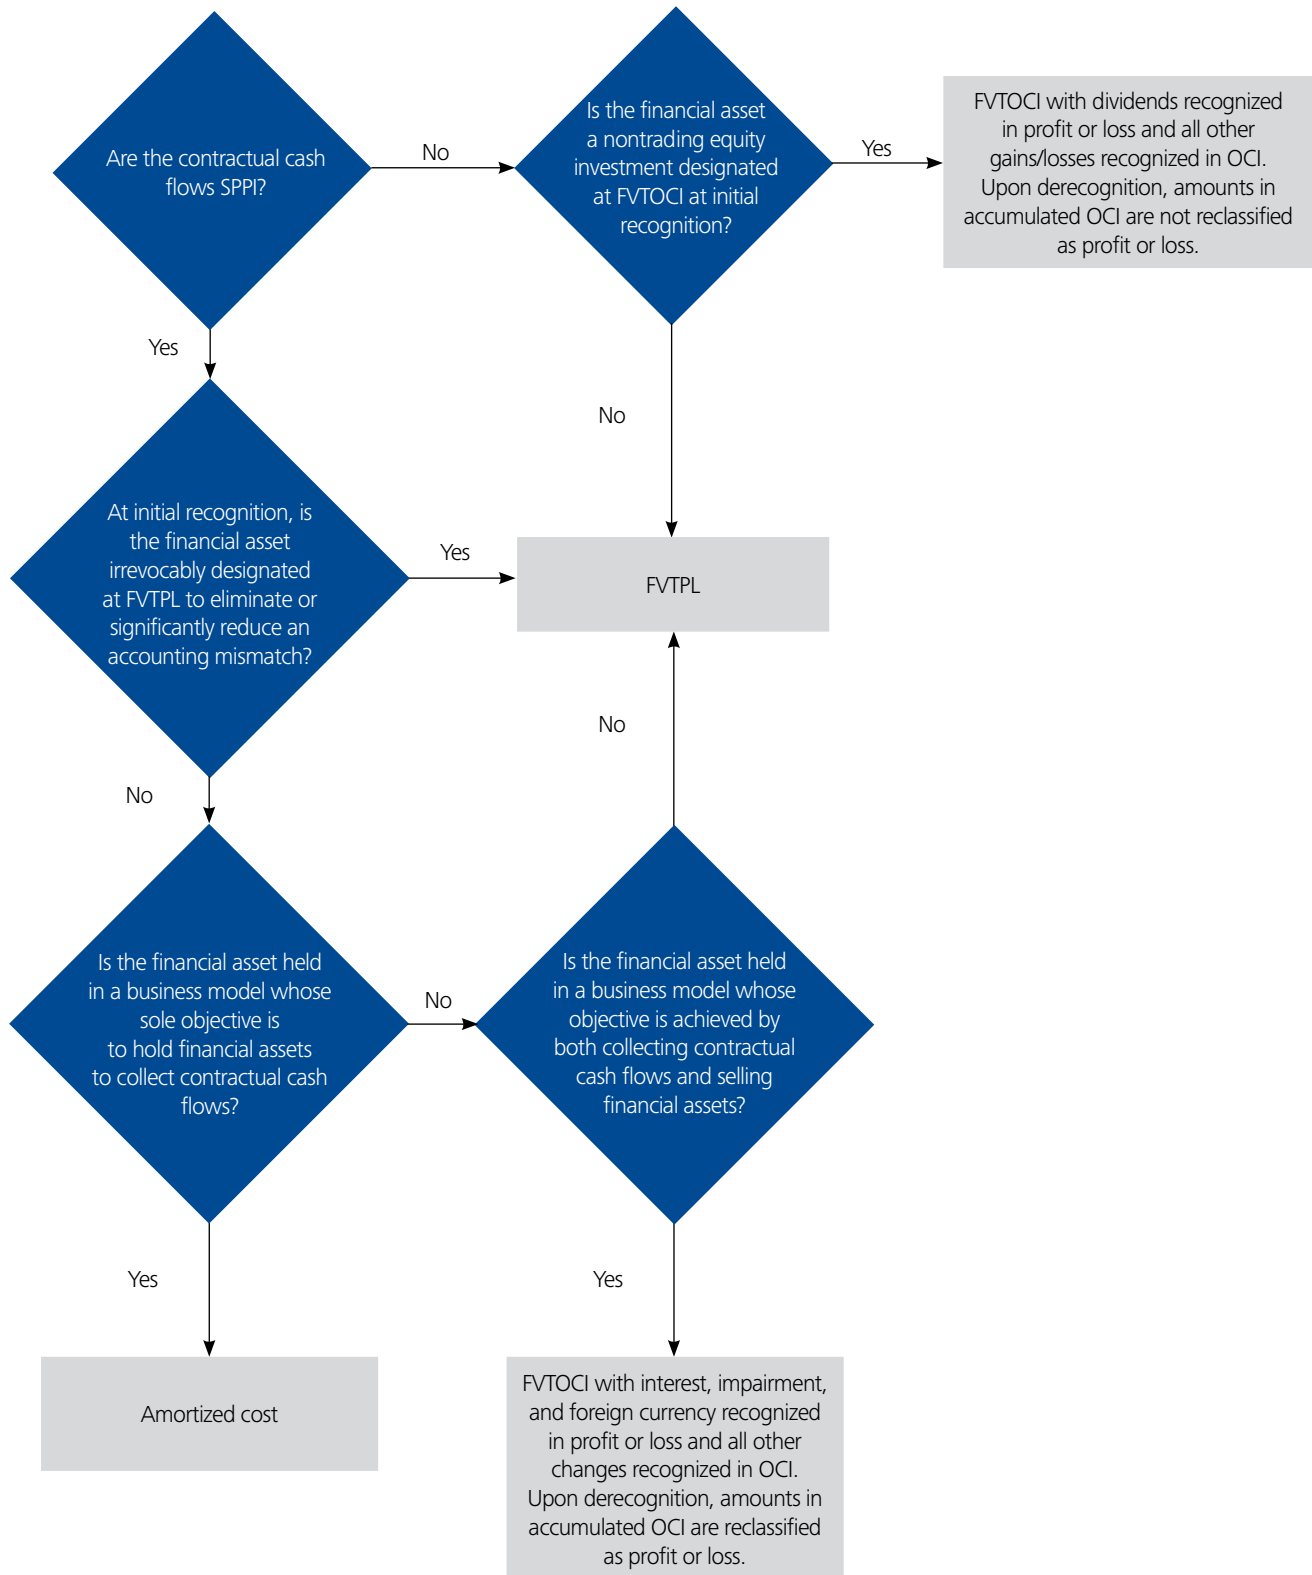 Are the contractual cash
flows SPPI?
No
Is the financial asset
a nontrading equity
investment designated
at FVTOCI at initial
recognition?
Yes
FVTOCI with dividends recognized
in profit or loss and all other
gains/losses recognized in OCI.
Upon derecognition, amounts in
accumulated OCI are not reclassified
as profit or loss.
Yes
No
At initial recognition, is
the financial asset
irrevocably designated
at FVTPL to eliminate or
significantly reduce an
accounting mismatch?
Yes
FVTPL
No
No
Is the financial asset held
in a business model whose
sole objective is
to hold financial assets
to collect contractual cash
flows?
No
Is the financial asset held
in a business model whose
objective is achieved by
both collecting contractual
cash flows and selling
financial assets?
Yes
Yes
Amortized cost
FVTOCI with interest, impairment,
and foreign currency recognized
in profit or loss and all other
changes recognized in OCI.
Upon derecognition, amounts in
accumulated OCI are reclassified
as profit or loss.